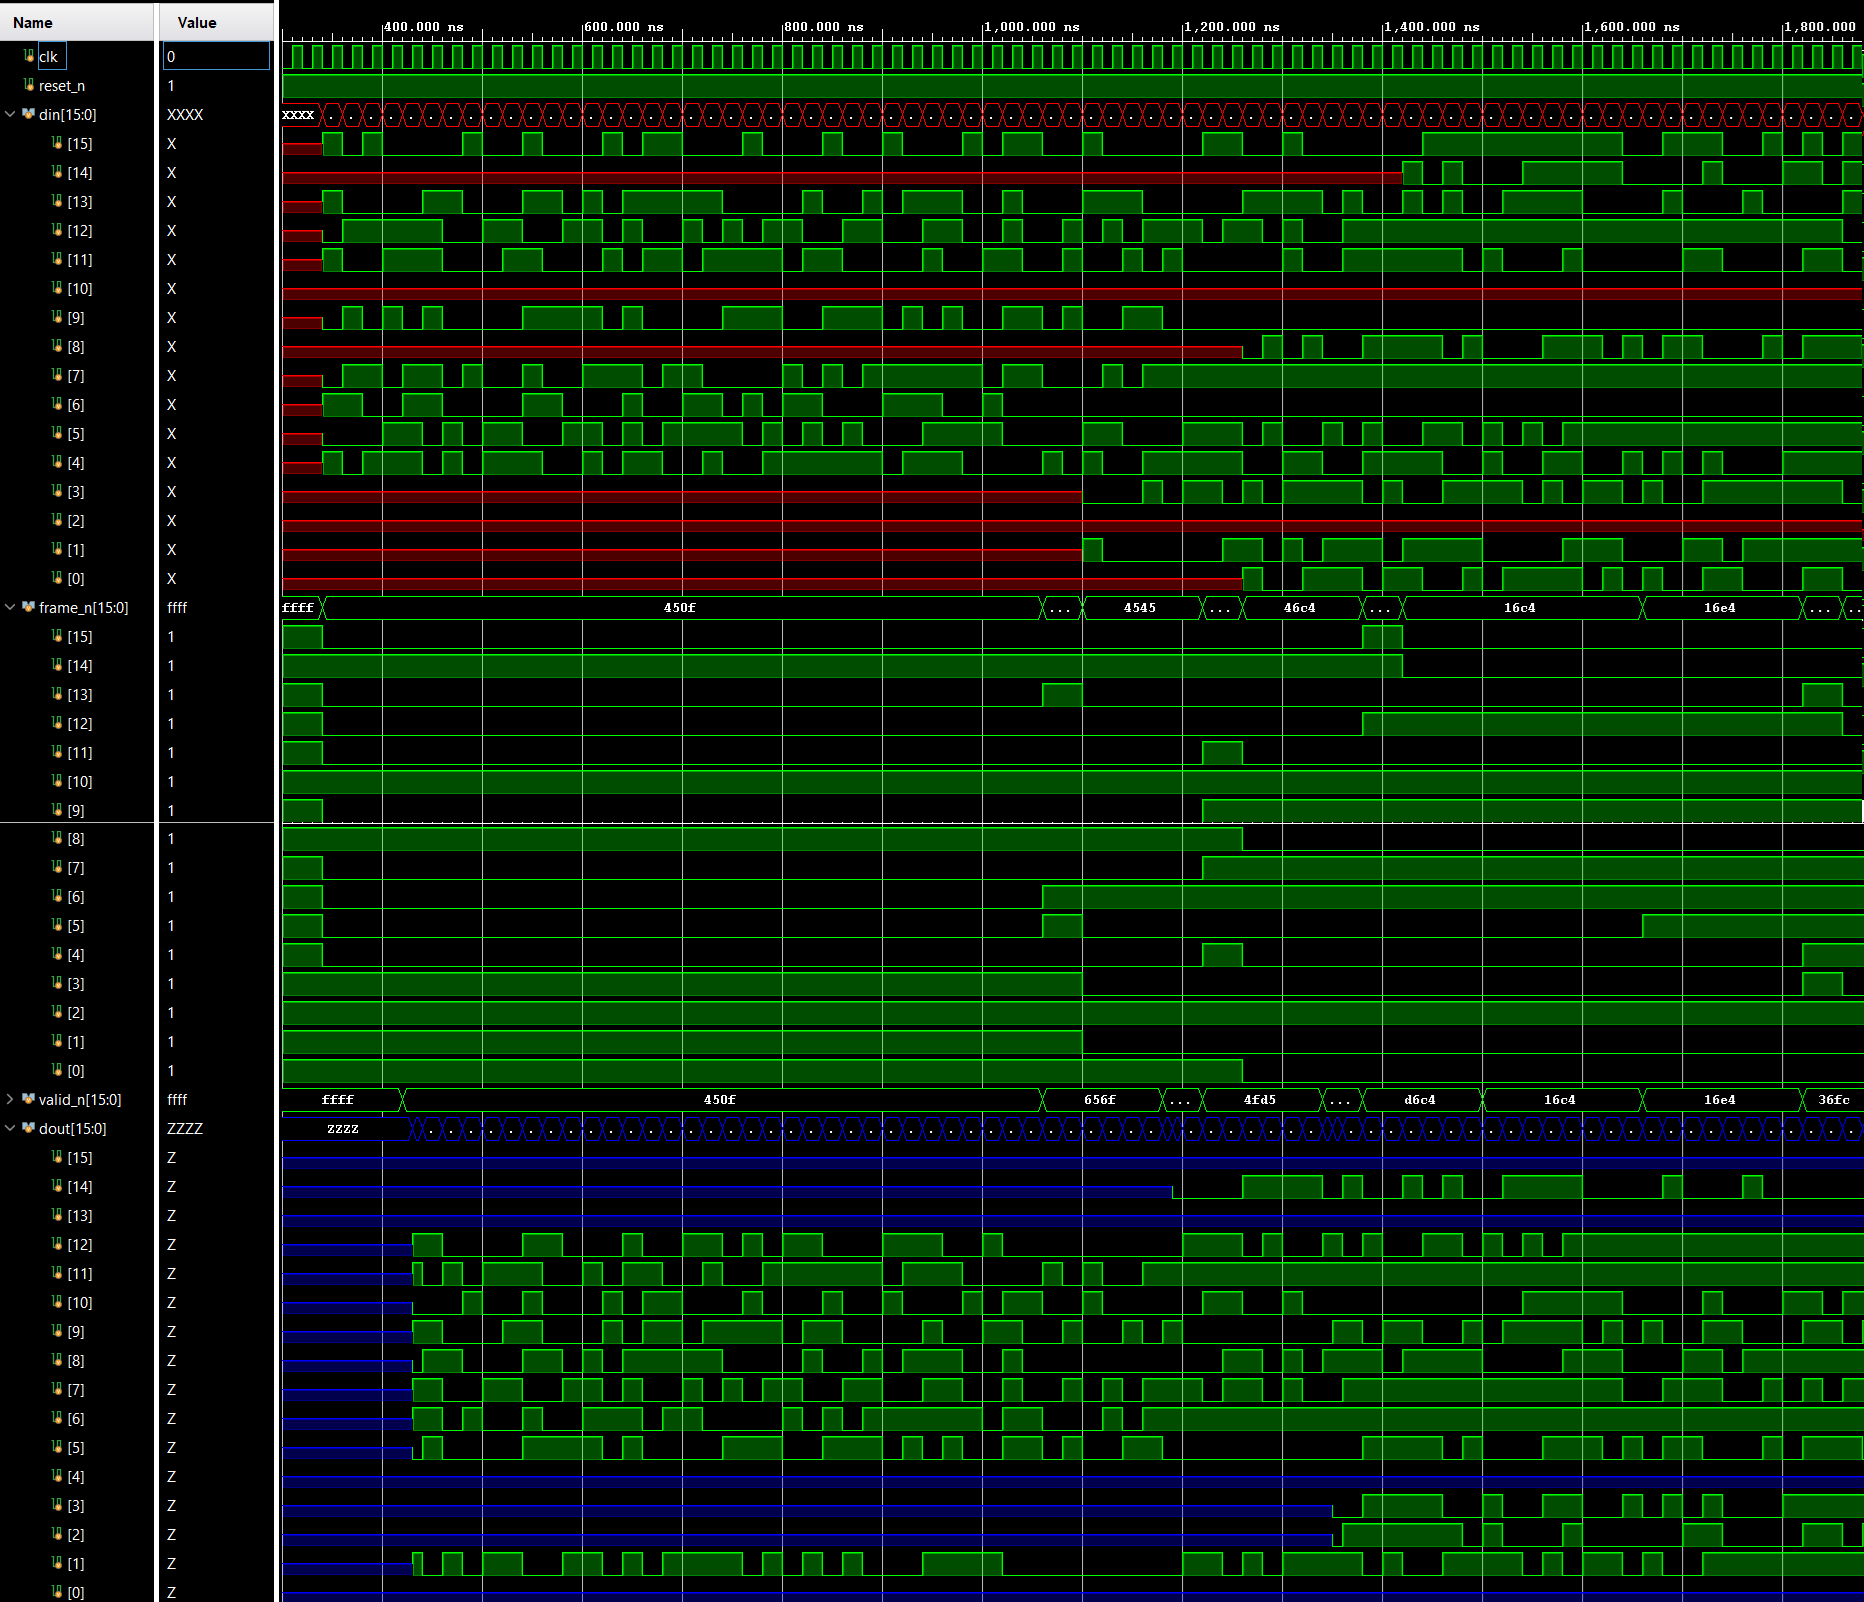 Name Value
400.000 ns 600.000 ns 800.000 ns 1,000.000 ns 1,200.000 ns 1,400.000 ns 1,600.000 ns 1,800.000
clk 0
reset_n 1
din[15:0] XXXX XXXX
[15] X
[14] X
[13] X
[12] X
[11] X
[10] X
[9] X
[8] X
[7] X
[6] X
[5] X
[4] X
[3] X
[2] X
[1] X
[0] X
frame_n[15:0] ffff ffff 450f ... 4545 ... 46c4 ... 16c4 16e4 ... ..
[15] 1
[14] 1
[13] 1
[12] 1
[11] 1
[10] 1
[9] 1
[8] 1
[7] 1
[6] 1
[5] 1
[4] 1
[3] 1
[2] 1
[1] 1
[0] 1
valid_n[15:0] ffff ffff 450f 656f ... 4fd5 ... d6c4 16c4 16e4 36fc
dout[15:0] ZZZZ ZZZZ
[15] Z
[14] Z
[13] Z
[12] Z
[11] Z
[10] Z
[9] Z
[8] Z
[7] Z
[6] Z
[5] Z
[4] Z
[3] Z
[2] Z
[1] Z
[0] Z